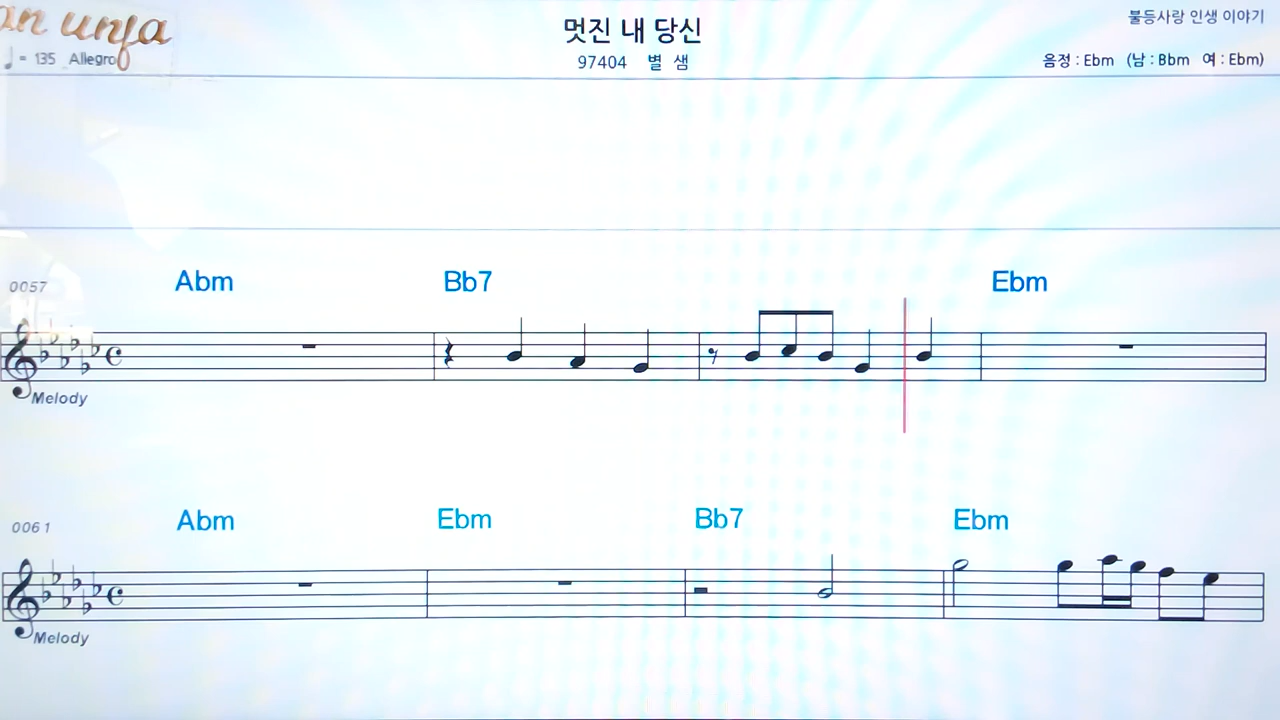 멋진 내 당신
불등사랑 인생 이야기
♩ = 135 Allegro
97404 별 샘
음정 : Ebm (남 : Bbm 여 : Ebm)
Abm Bb7 Ebm
0057
Melody
Abm Ebm Bb7 Ebm
0061
Melody